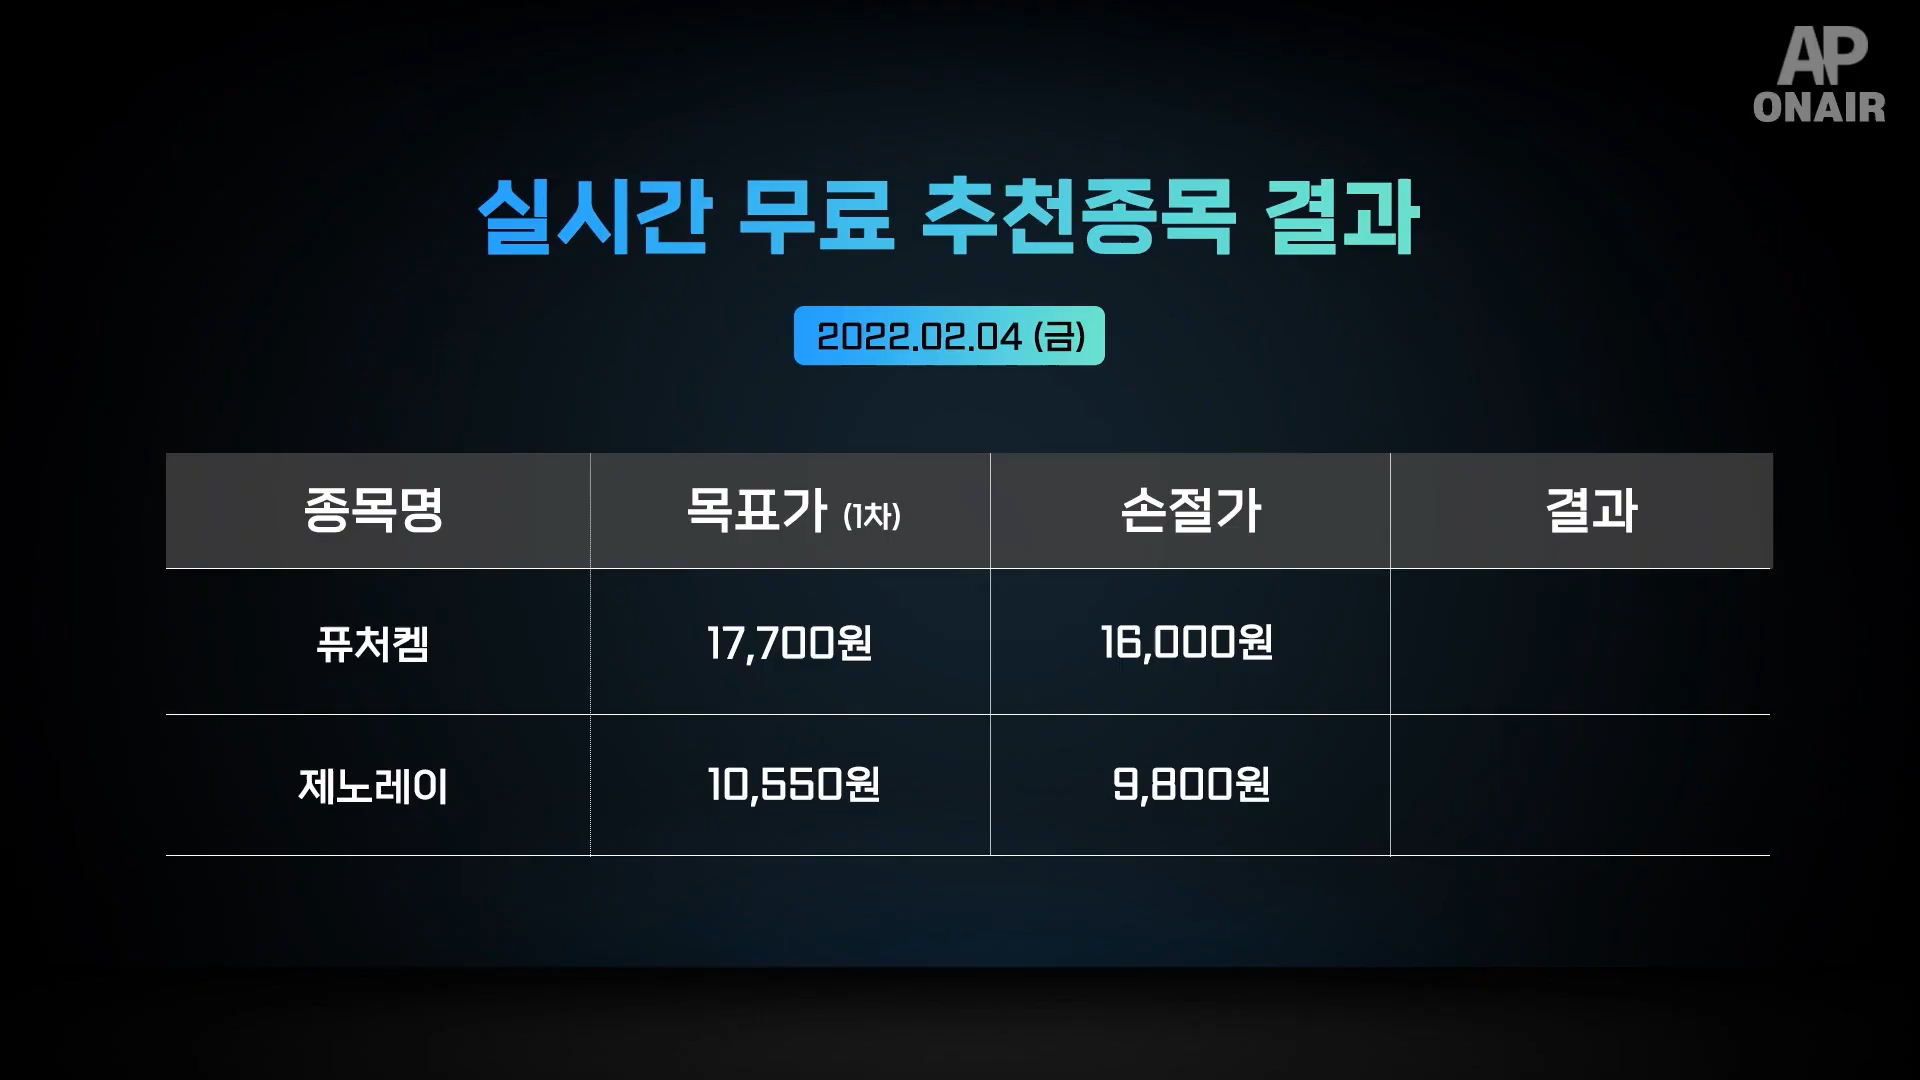 AP
ONAIR
실시간 무료 추천종목 결과
2022.02.04 (금)
종목명 목표가 (1차) 손절가 결과
퓨처켐 17,700원 16,000원
제노레이 10,550원 9,800원